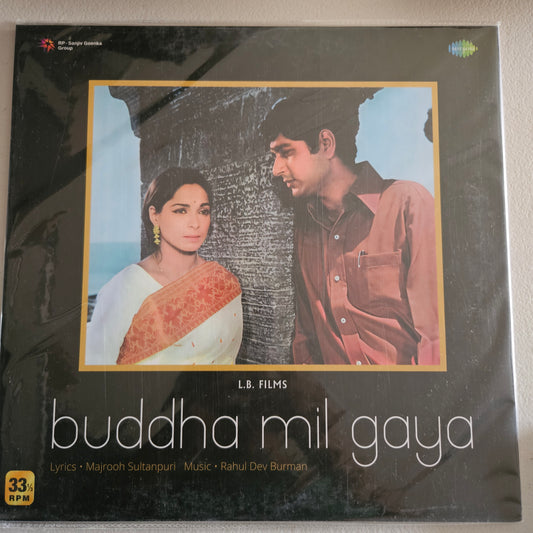 RP - Sanjiv Goenka
Group
L.B. FILMS
buddha mil gaya
Lyrics • Majrooh Sultanpuri Music • Rahul Dev Burman
33⅓
RPM